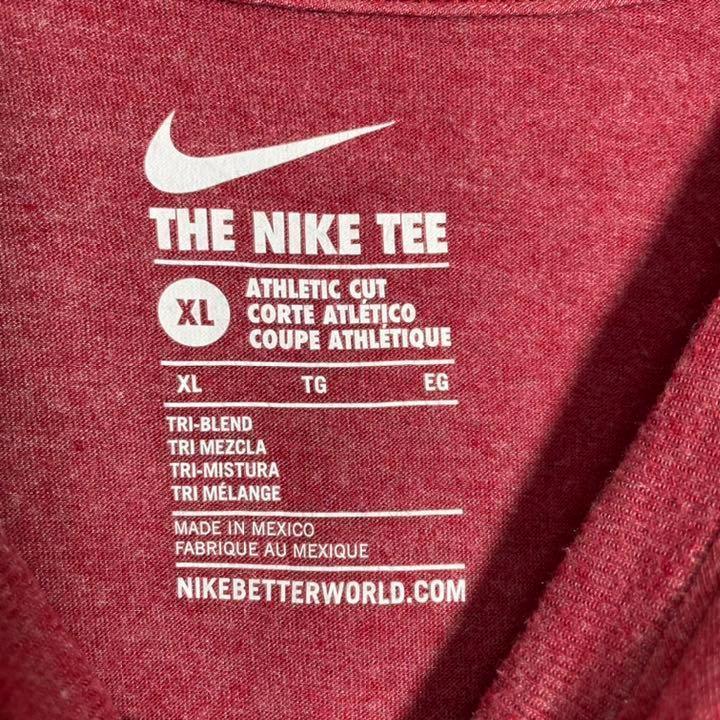 THE NIKE TEE
XL
ATHLETIC CUT
CORTE ATLÉTICO
COUPE ATHLÉTIQUE
XL TG EG
TRI-BLEND
TRI MEZCLA
TRI-MISTURA
TRI MÉLANGE
MADE IN MEXICO
FABRIQUE AU MEXIQUE
NIKEBETTERWORLD.COM